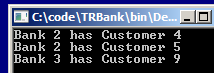 C:\code\TRBank\bin\De...
Bank 2 has Customer 4
Bank 2 has Customer 5
Bank 3 has Customer 9